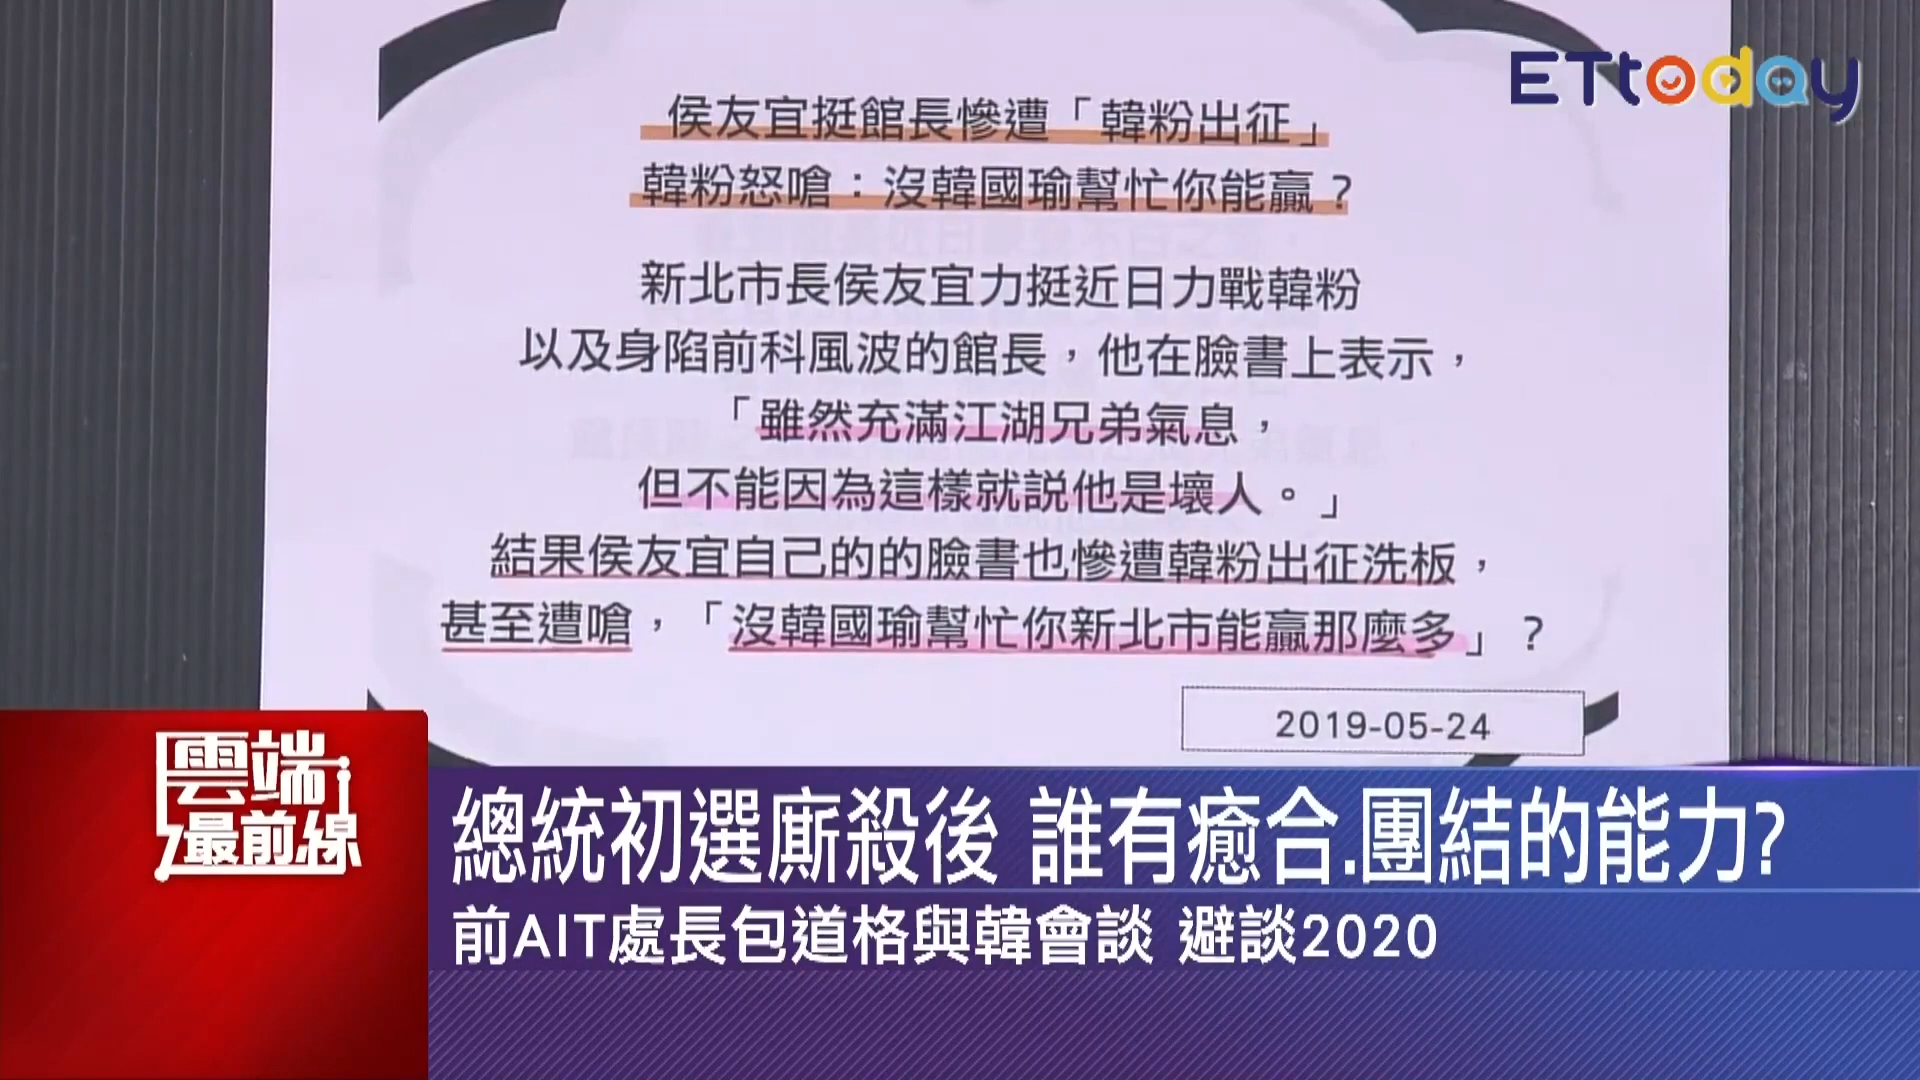 ETtoday
侯友宜挺館長慘遭「韓粉出征」
韓粉怒嗆：沒韓國瑜幫忙你能贏？
新北市長侯友宜力挺近日力戰韓粉
以及身陷前科風波的館長，他在臉書上表示，
「雖然充滿江湖兄弟氣息，
但不能因為這樣就說他是壞人。」
結果侯友宜自己的的臉書也慘遭韓粉出征洗板，
甚至遭嗆，「沒韓國瑜幫忙你新北市能贏那麼多」？
2019-05-24
雲端最前線
總統初選廝殺後 誰有癒合.團結的能力?
前AIT處長包道格與韓會談 避談2020